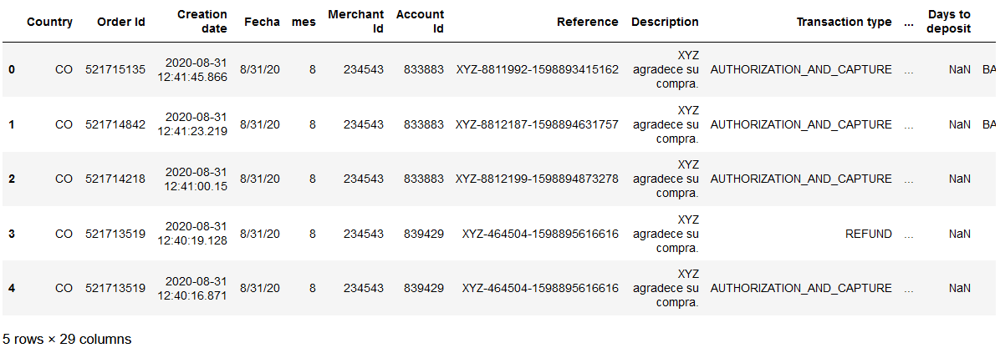 Country Order Id Creation date Fecha mes Merchant Id Account Id Reference Description Transaction type ... Days to deposit
0 CO 521715135 2020-08-31 12:41:45.866 8/31/20 8 234543 833883 XYZ-8811992-1598893415162 XYZ agradece su compra. AUTHORIZATION_AND_CAPTURE ... NaN BA
1 CO 521714842 2020-08-31 12:41:23.219 8/31/20 8 234543 833883 XYZ-8812187-1598894631757 XYZ agradece su compra. AUTHORIZATION_AND_CAPTURE ... NaN BA
2 CO 521714218 2020-08-31 12:41:00.15 8/31/20 8 234543 833883 XYZ-8812199-1598894873278 XYZ agradece su compra. AUTHORIZATION_AND_CAPTURE ... NaN
3 CO 521713519 2020-08-31 12:40:19.128 8/31/20 8 234543 839429 XYZ-464504-1598895616616 XYZ agradece su compra. REFUND ... NaN
4 CO 521713519 2020-08-31 12:40:16.871 8/31/20 8 234543 839429 XYZ-464504-1598895616616 XYZ agradece su compra. AUTHORIZATION_AND_CAPTURE ... NaN
5 rows × 29 columns